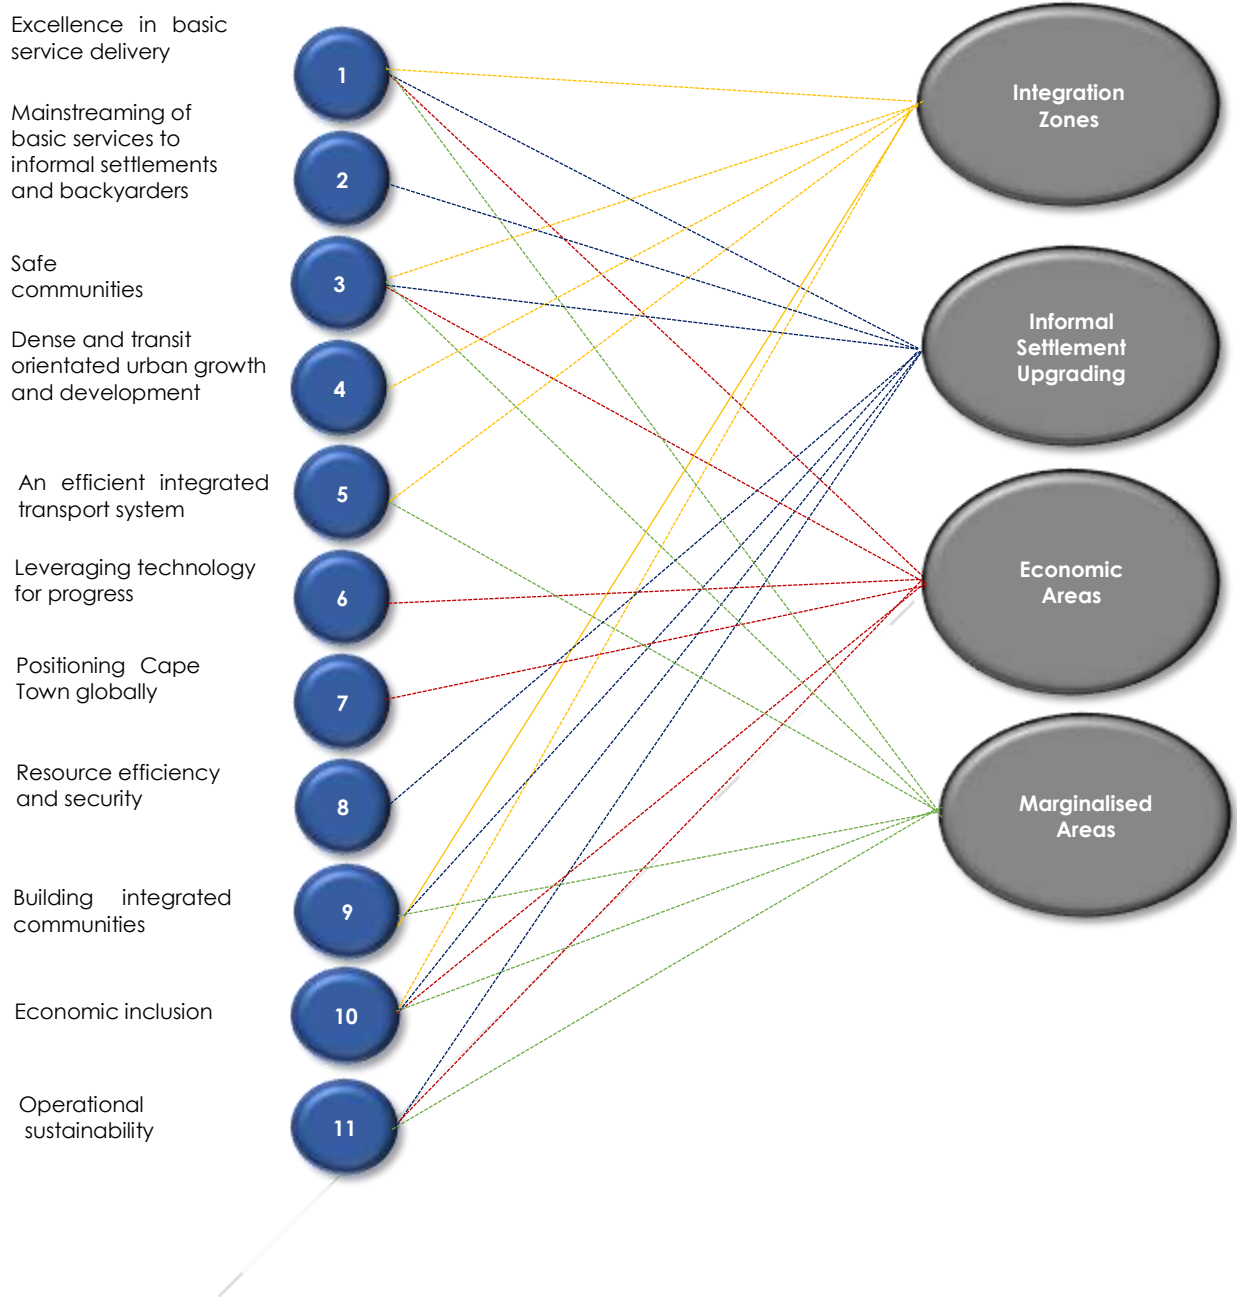 Excellence in basic
service delivery
1
Mainstreaming of
basic services to
informal settlements
and backyarders
2
Safe
communities
3
Dense and transit
orientated urban growth
and development
4
An efficient integrated
transport system
5
Leveraging technology
for progress
6
Positioning Cape
Town globally
7
Resource efficiency
and security
8
Building integrated
communities
9
Economic inclusion
10
Operational
sustainability
11
Integration
Zones
Informal
Settlement
Upgrading
Economic
Areas
Marginalised
Areas